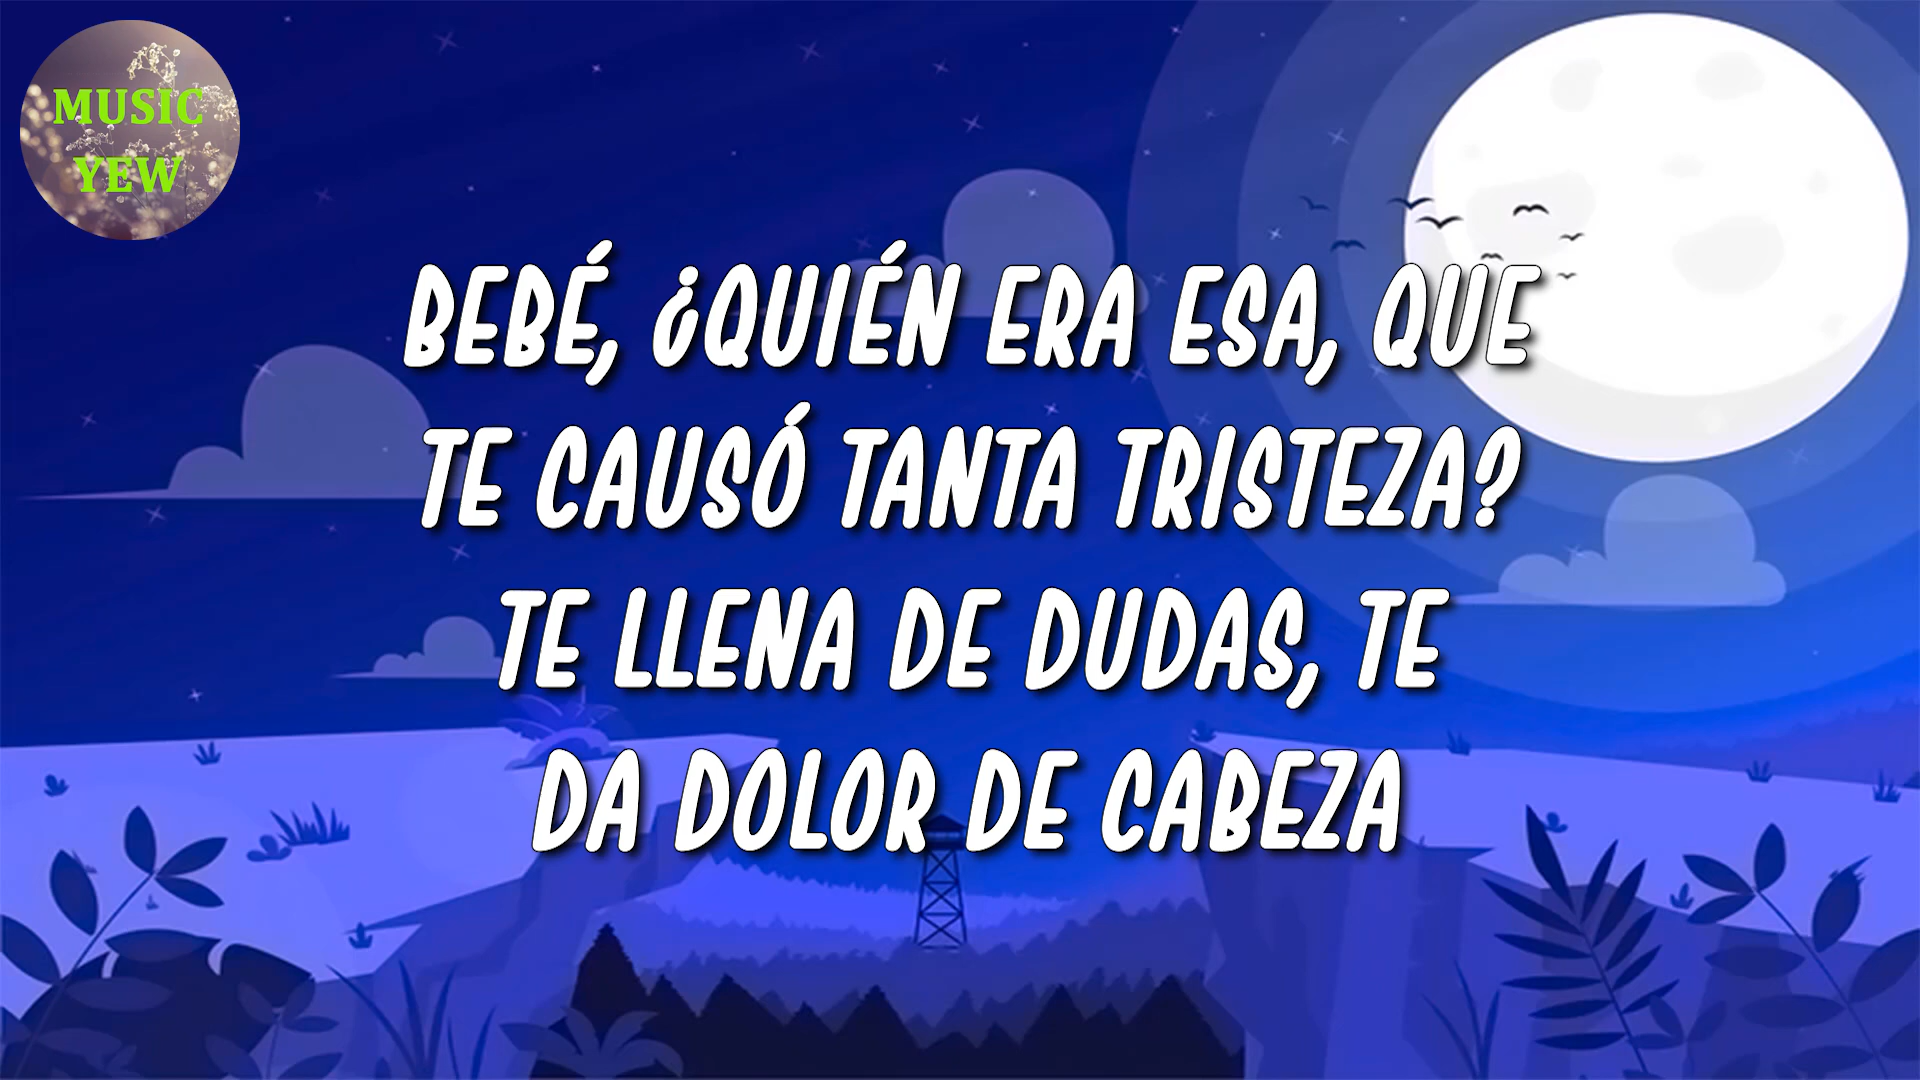 MUSIC
YEW
BEBÉ, ¿QUIÉN ERA ESA, QUE
TE CAUSÓ TANTA TRISTEZA?
TE LLENA DE DUDAS, TE
DA DOLOR DE CABEZA